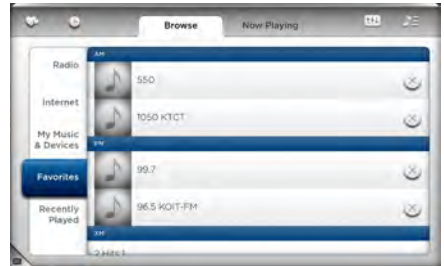 Browse
Now Playing
Radio
Internet
My Music
& Devices
Favorites
Recently
Played
AM
550
1050 KTCT
FM
99.7
96.5 KOIT-FM
XM